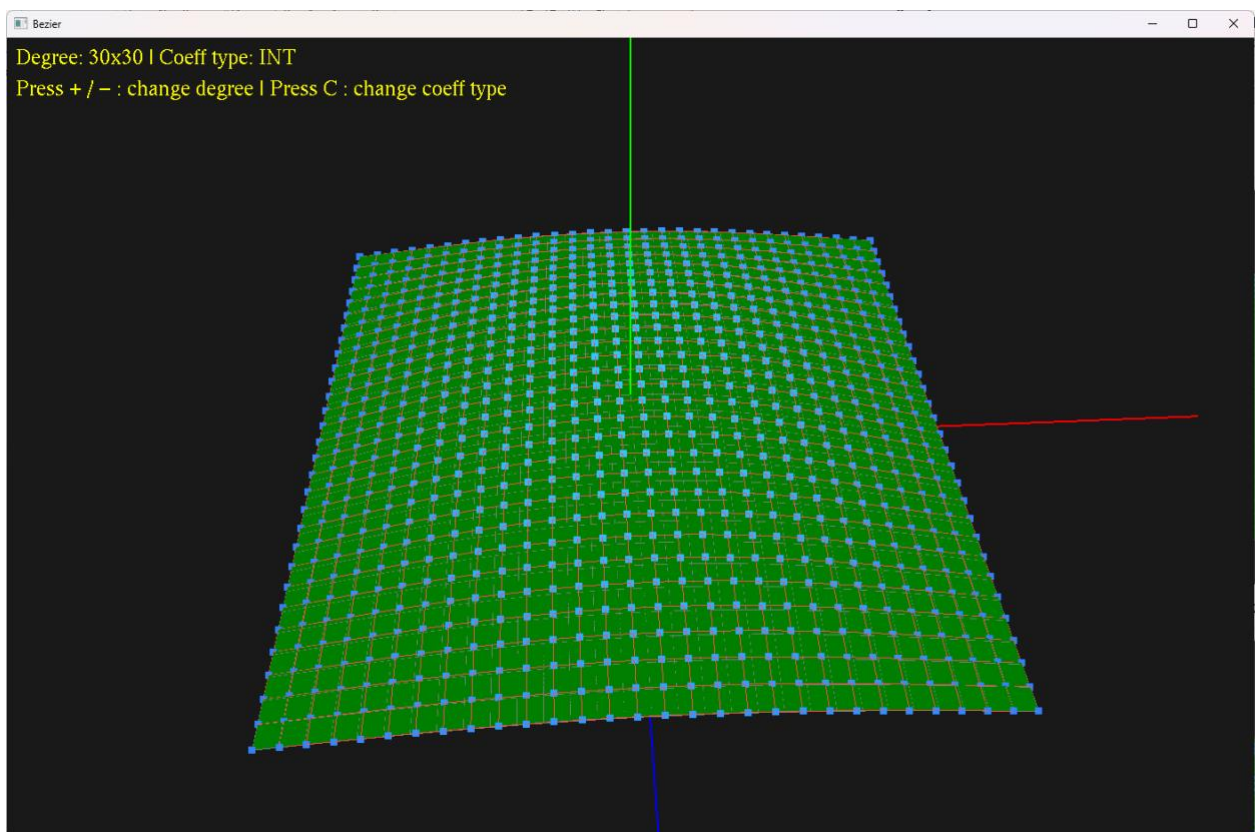 Bezier
Degree: 30x30 | Coeff type: INT
Press + / − : change degree | Press C : change coeff type